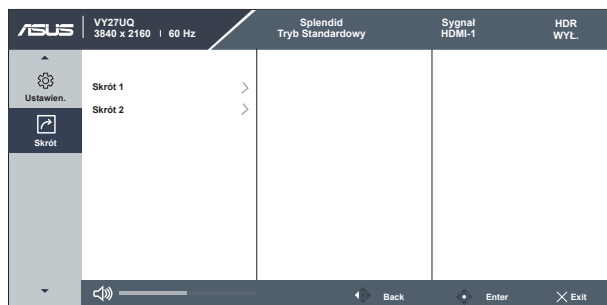 ASUS
VY27UQ
3840 x 2160 | 60 Hz
Splendid
Tryb Standardowy
Sygnał
HDMI-1
HDR
WYŁ.
Ustawien.
Skrót
Skrót 1
Skrót 2
Back
Enter
Exit